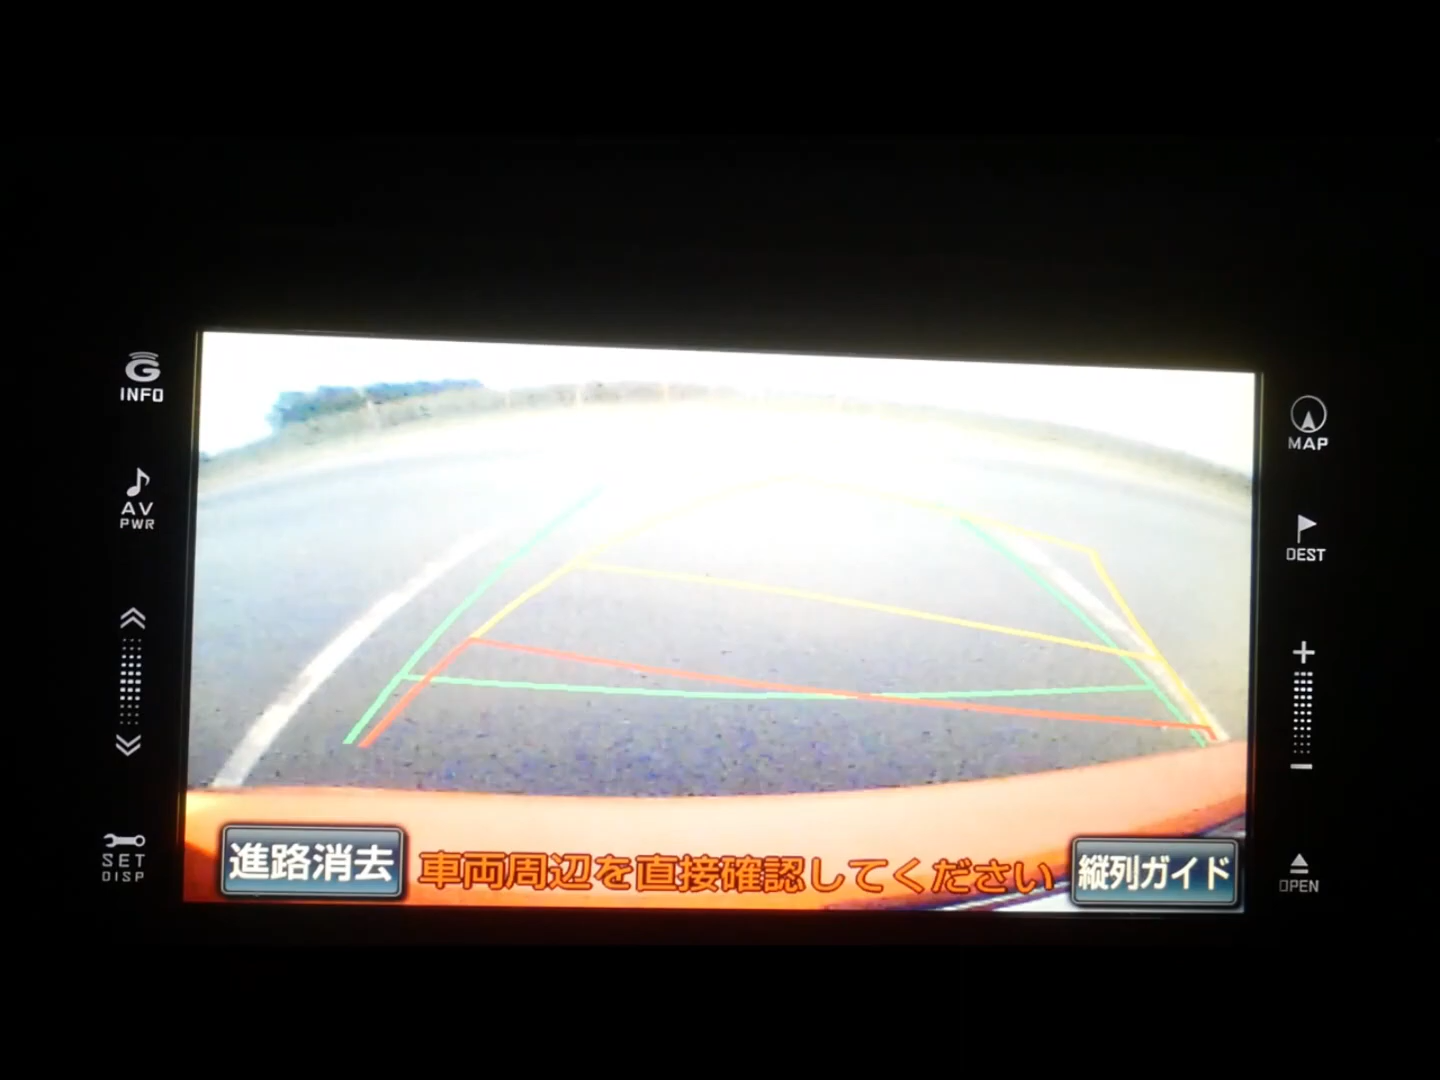 G
INFO
AV
PWR
SET
DISP
進路消去
車両周辺を直接確認してください
縦列ガイド
MAP
DEST
+
−
OPEN